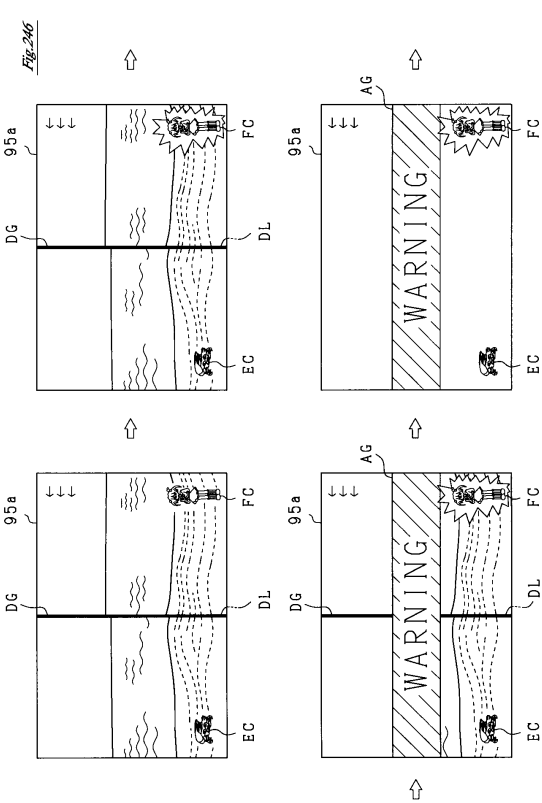 Fig.246
DG
95a
EC
DL
FC
DG
95a
EC
DL
FC
DG
95a
AG
WARNING
EC
DL
FC
95a
AG
WARNING
EC
FC